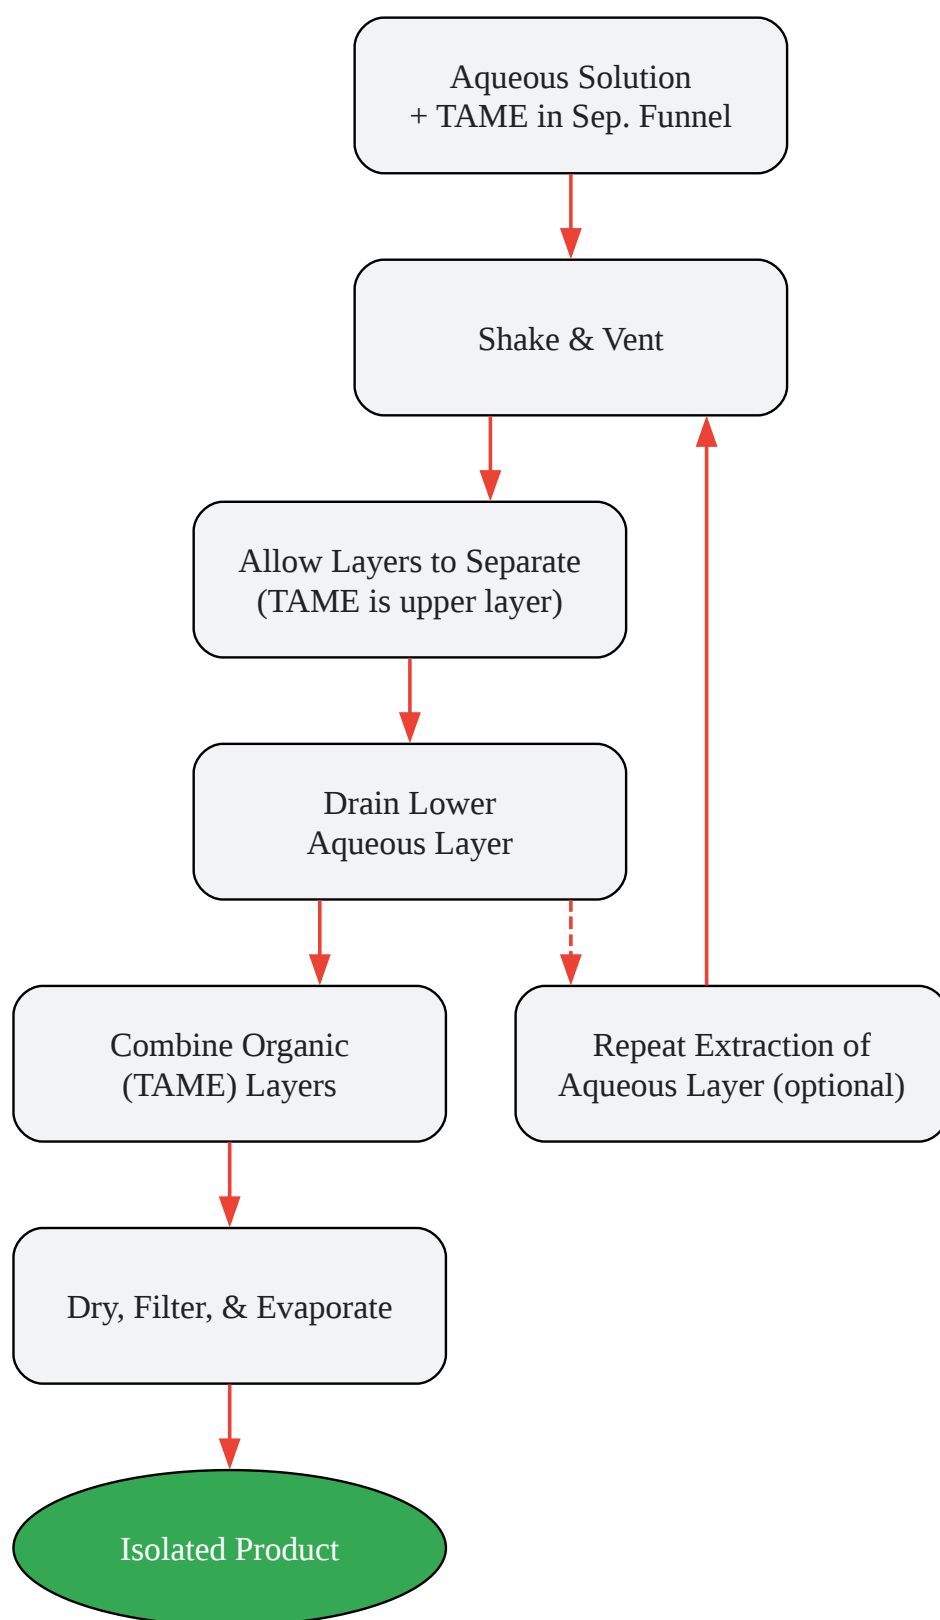 Aqueous Solution
+ TAME in Sep. Funnel
Shake & Vent
Allow Layers to Separate
(TAME is upper layer)
Drain Lower
Aqueous Layer
Combine Organic
(TAME) Layers
Repeat Extraction of
Aqueous Layer (optional)
Dry, Filter, & Evaporate
Isolated Product